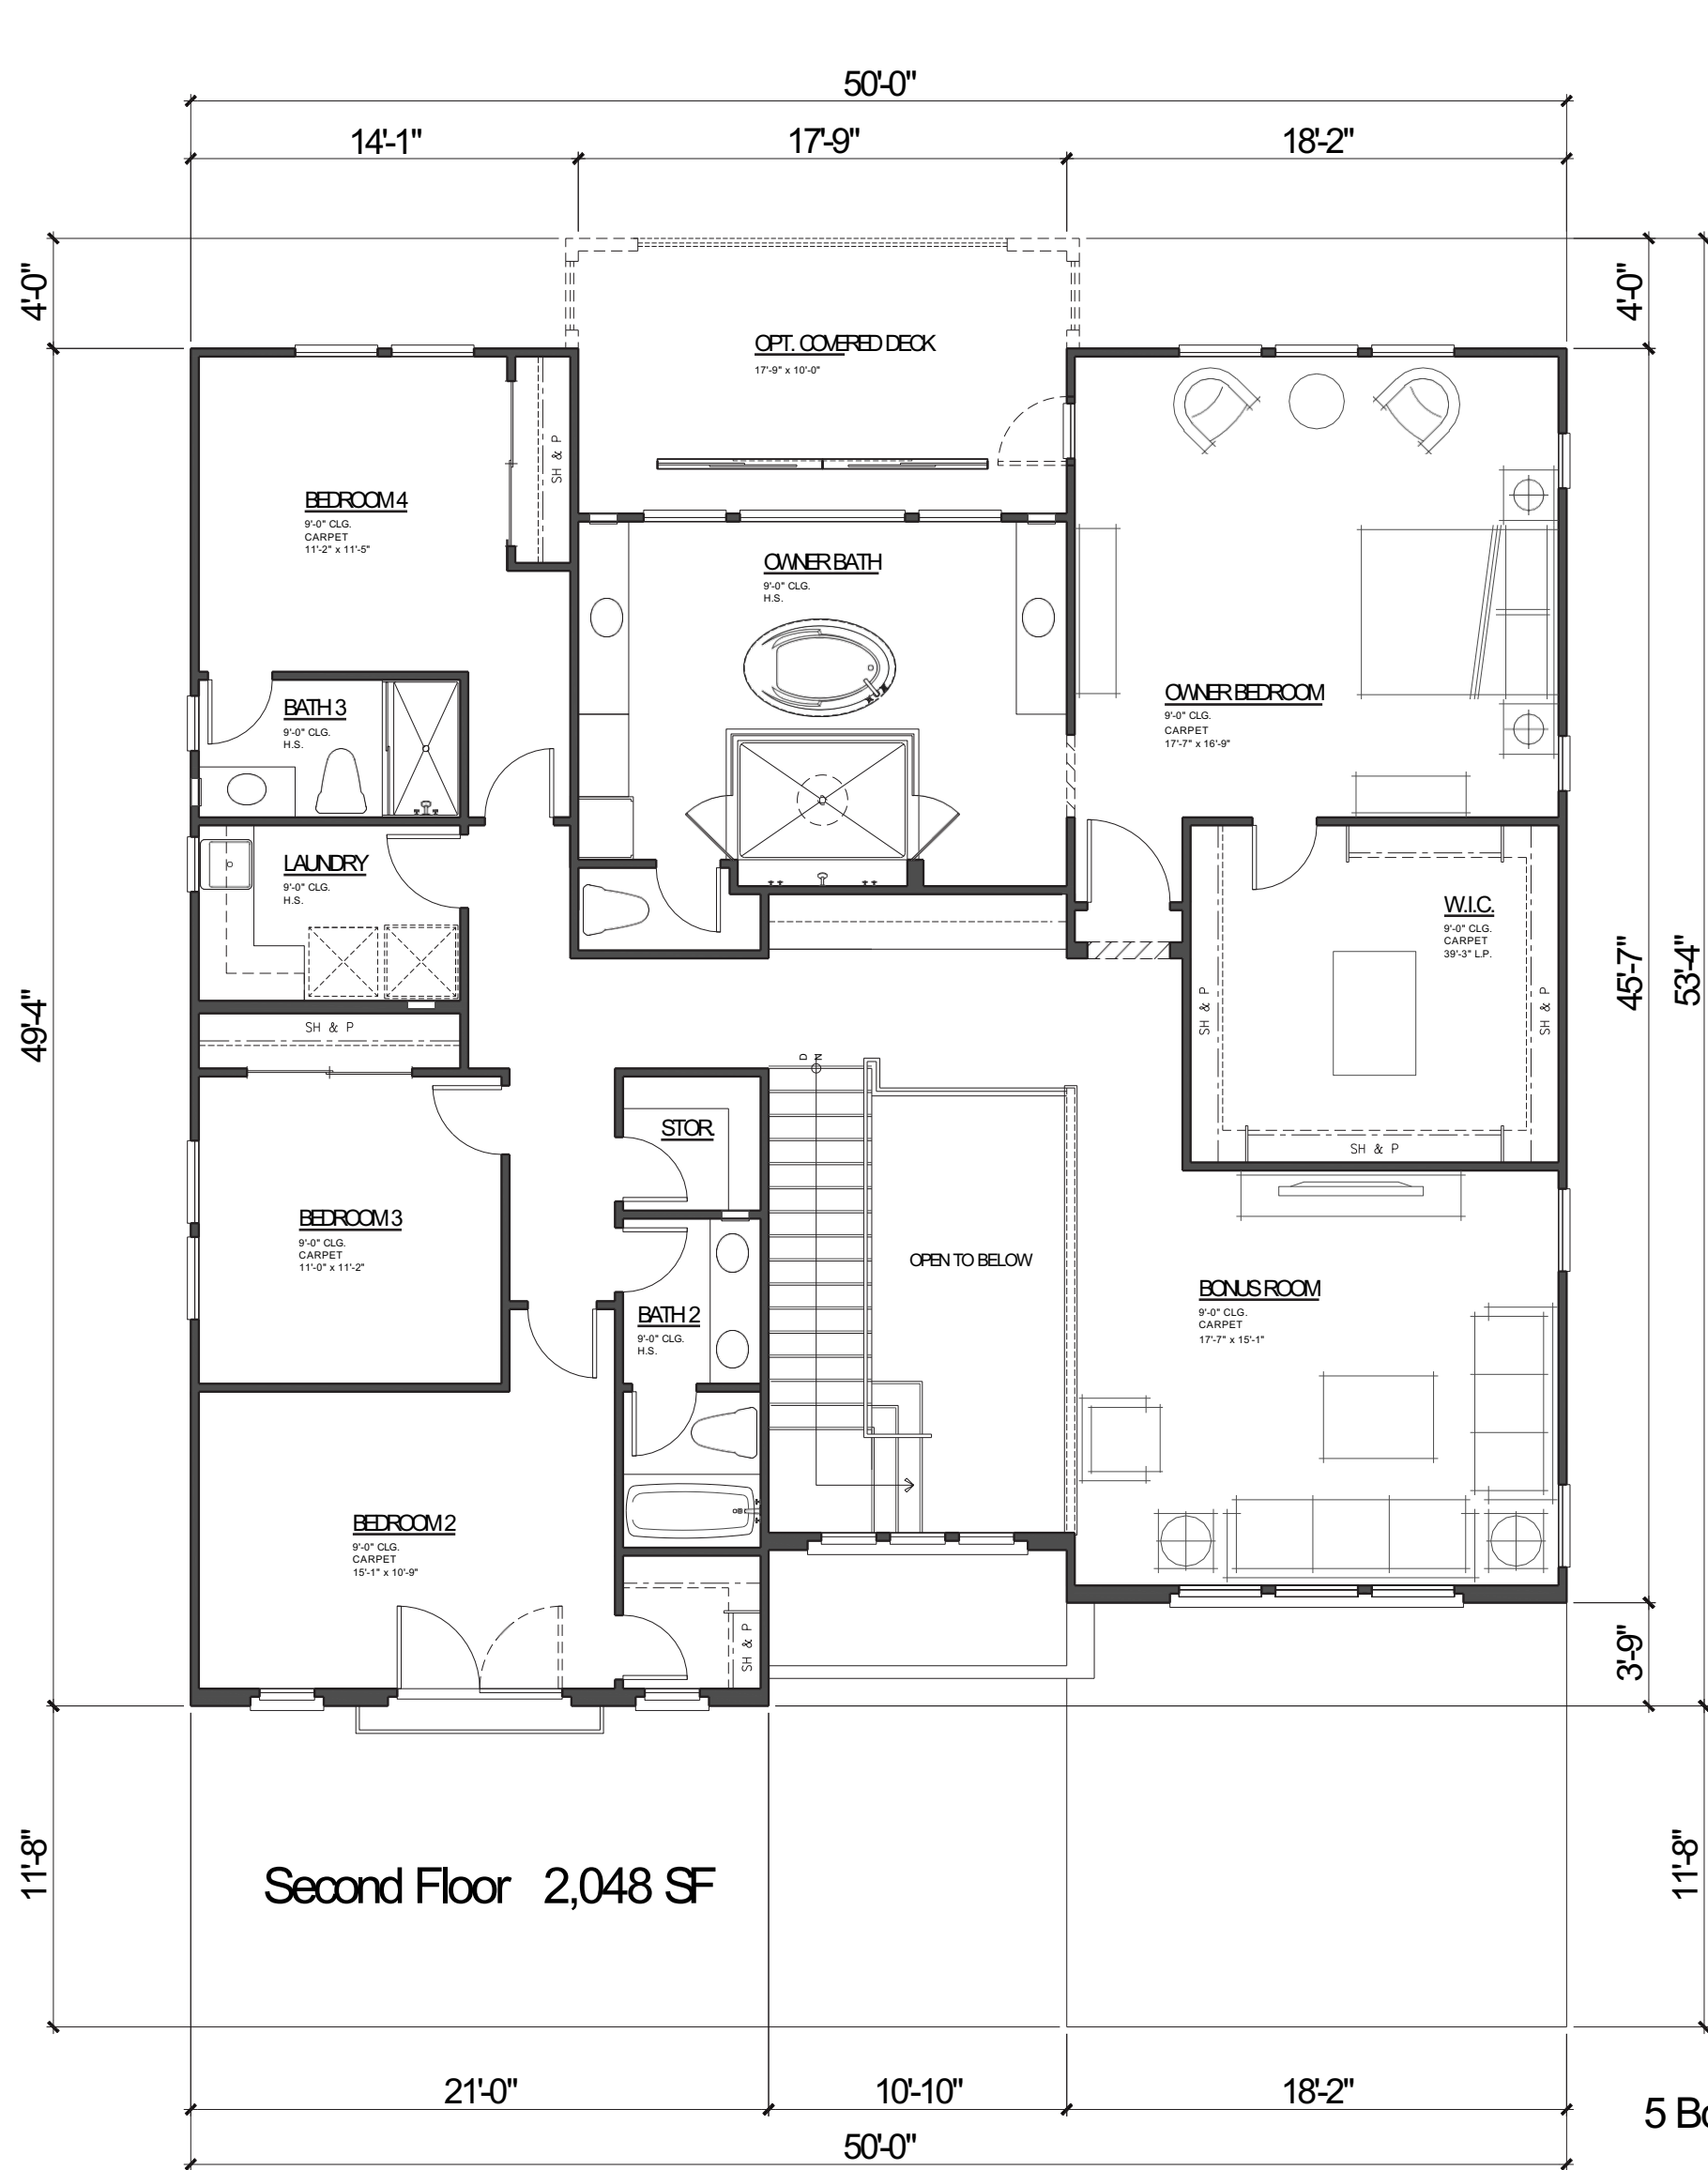 50'-0"
14'-1"
17'-9"
18'-2"
4'-0"
4'-0"
OPT. COVERED DECK
17'-9" x 10'-0"
BEDROOM 4
9'-0" CLG.
CARPET
11'-2" x 11'-5"
SH & P
OWNER BATH
9'-0" CLG.
H.S.
OWNER BEDROOM
9'-0" CLG.
CARPET
17'-7" x 16'-9"
BATH 3
9'-0" CLG.
H.S.
LAUNDRY
9'-0" CLG.
H.S.
W.I.C.
9'-0" CLG.
CARPET
39'-3" L.P.
SH & P
SH & P
SH & P
49'-4"
45'-7"
53'-4"
SH & P
DN
STOR.
BEDROOM 3
9'-0" CLG.
CARPET
11'-0" x 11'-2"
OPEN TO BELOW
BONUS ROOM
9'-0" CLG.
CARPET
17'-7" x 15'-1"
BATH 2
9'-0" CLG.
H.S.
BEDROOM 2
9'-0" CLG.
CARPET
15'-1" x 10'-9"
SH & P
3'-9"
11'-8"
11'-8"
Second Floor 2,048 SF
21'-0"
10'-10"
18'-2"
50'-0"